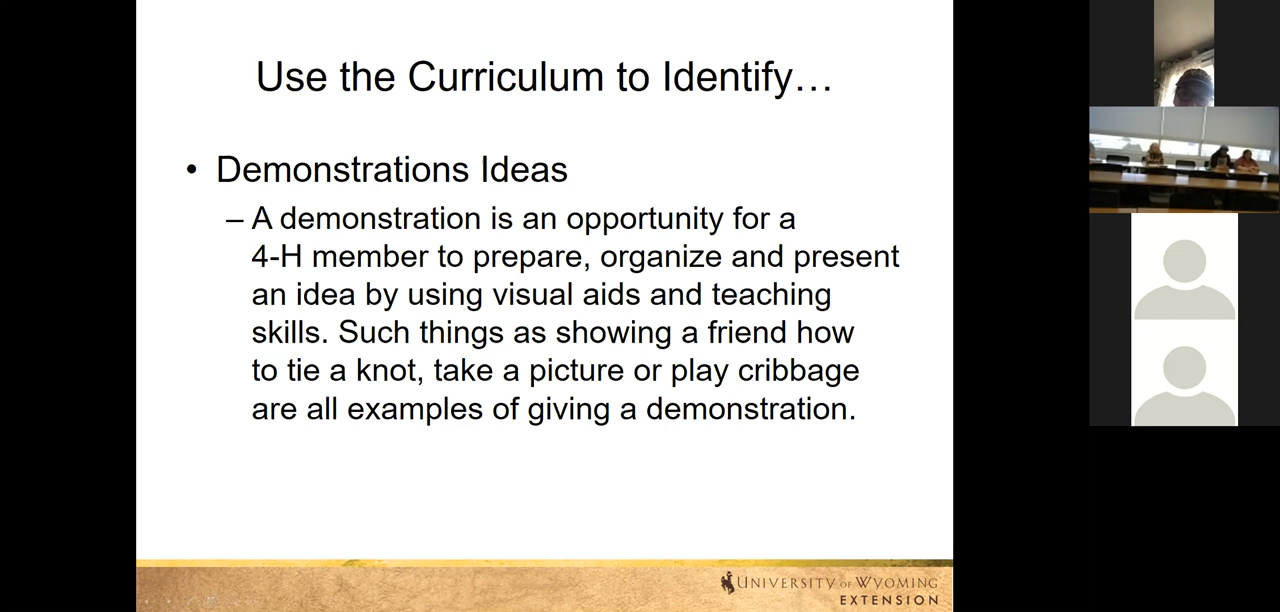 Use the Curriculum to Identify…
• Demonstrations Ideas
– A demonstration is an opportunity for a
4-H member to prepare, organize and present
an idea by using visual aids and teaching
skills. Such things as showing a friend how
to tie a knot, take a picture or play cribbage
are all examples of giving a demonstration.
UNIVERSITY OF WYOMING
EXTENSION